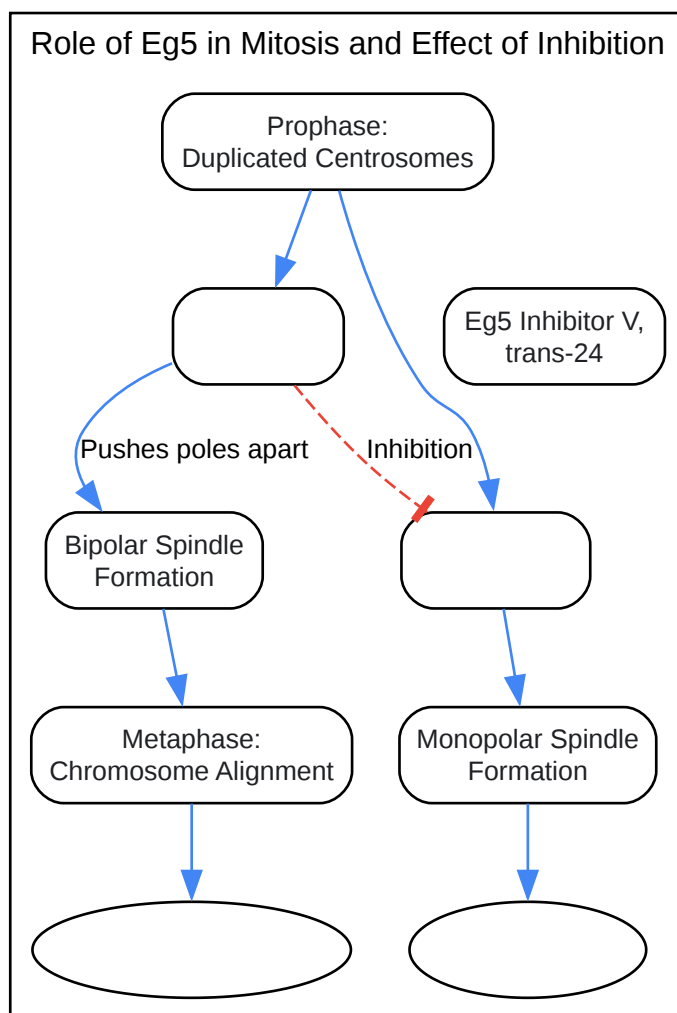 Role of Eg5 in Mitosis and Effect of Inhibition
Prophase:
Duplicated Centrosomes
Eg5 Inhibitor V,
trans-24
Pushes poles apart
Inhibition
Bipolar Spindle
Formation
Metaphase:
Chromosome Alignment
Monopolar Spindle
Formation